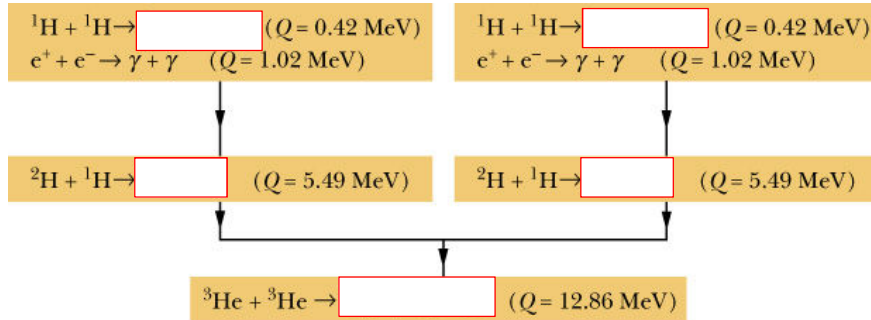 ¹H + ¹H→ (Q = 0.42 MeV)
e⁺ + e⁻ → γ + γ (Q = 1.02 MeV)
¹H + ¹H→ (Q = 0.42 MeV)
e⁺ + e⁻ → γ + γ (Q = 1.02 MeV)
²H + ¹H→ (Q = 5.49 MeV)
²H + ¹H→ (Q = 5.49 MeV)
³He + ³He → (Q = 12.86 MeV)